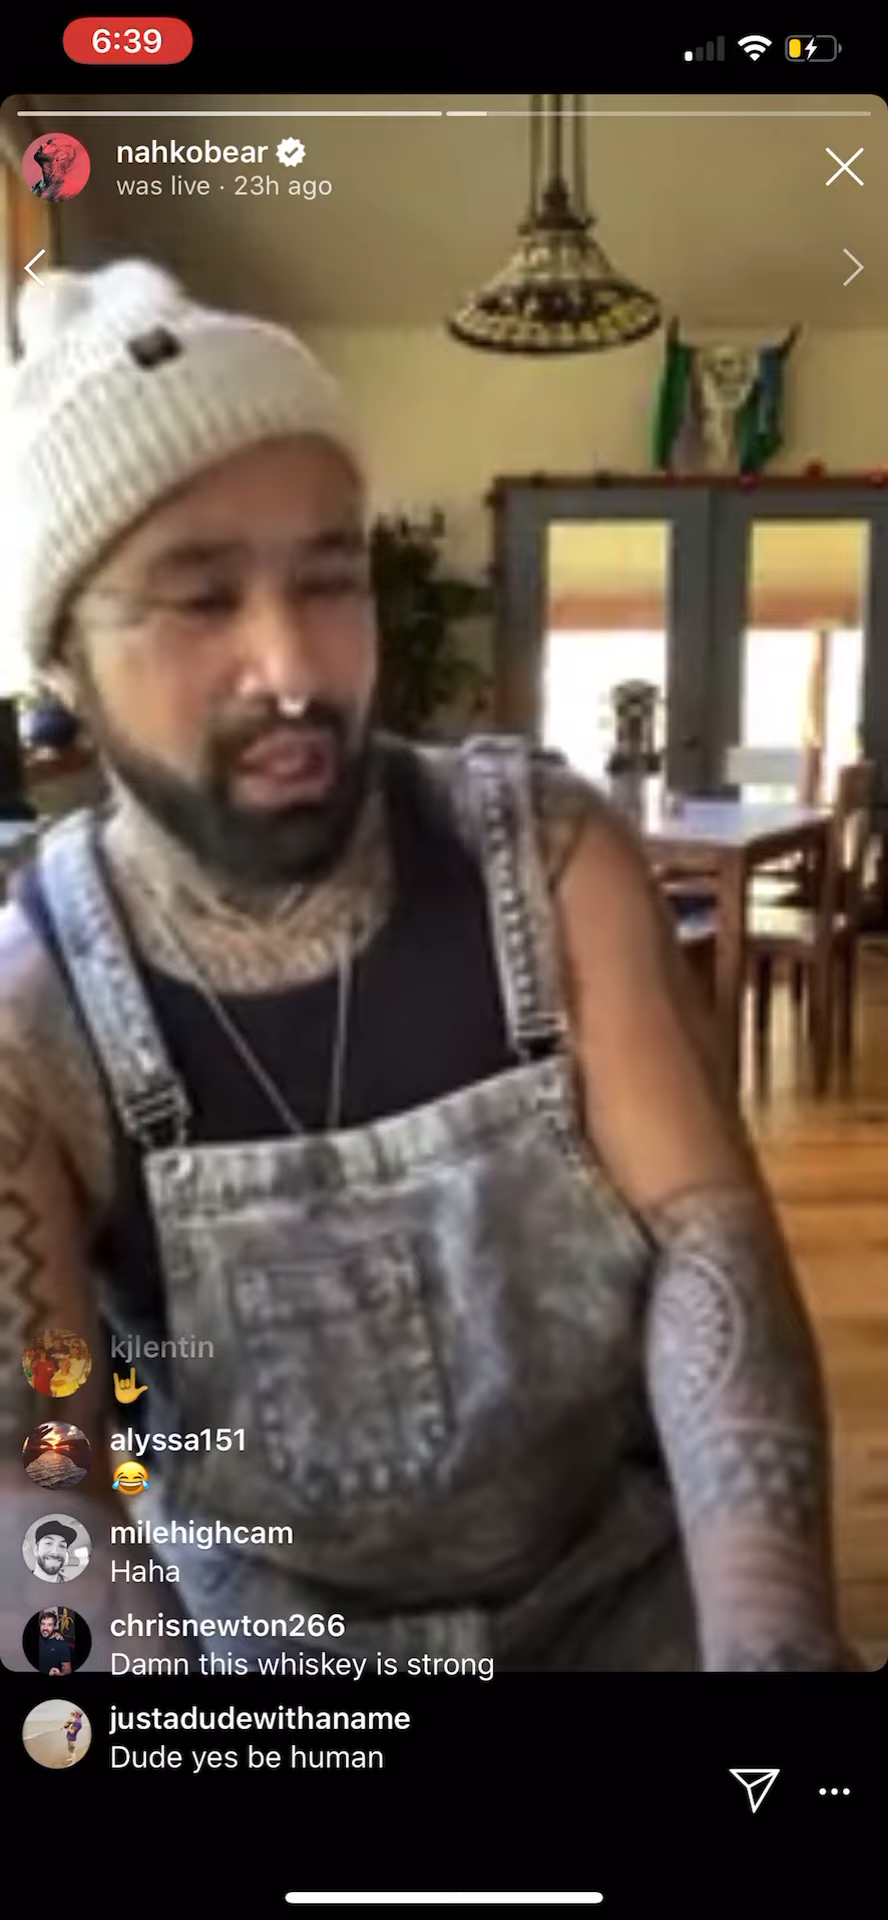 6:39
nahkobear
was live · 23h ago
kjlentin
🤟
alyssa151
😂
milehighcam
Haha
chrisnewton266
Damn this whiskey is strong
justadudewithaname
Dude yes be human